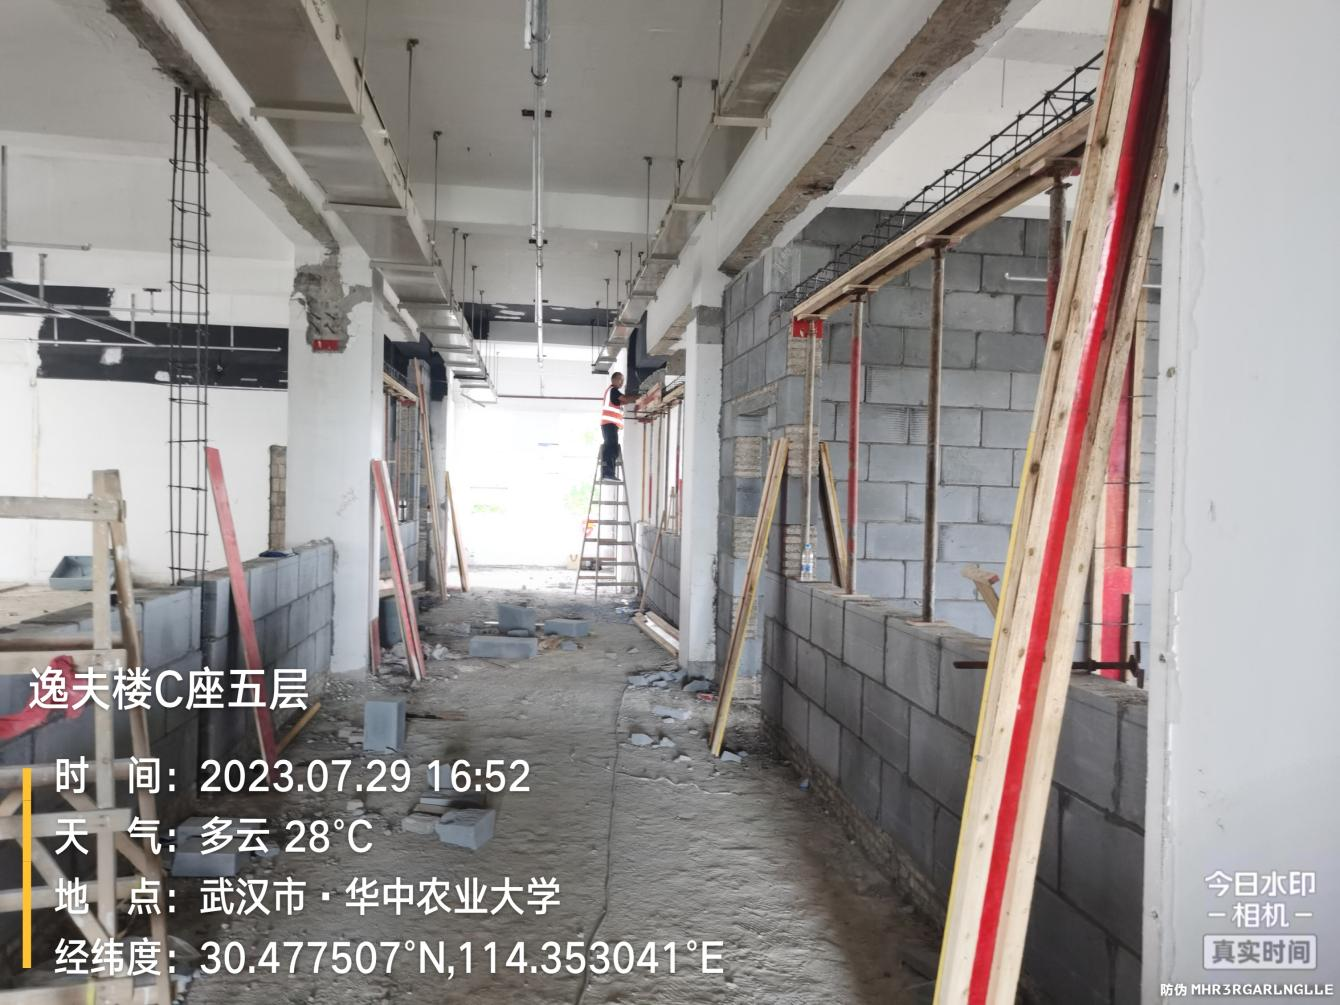 逸夫楼C座五层
时 间：2023.07.29 16:52
天 气：多云 28°C
地 点：武汉市·华中农业大学
经纬度：30.477507°N,114.353041°E
今日水印
-相机-
真实时间
防伪 MHR3RGARLNGLLE